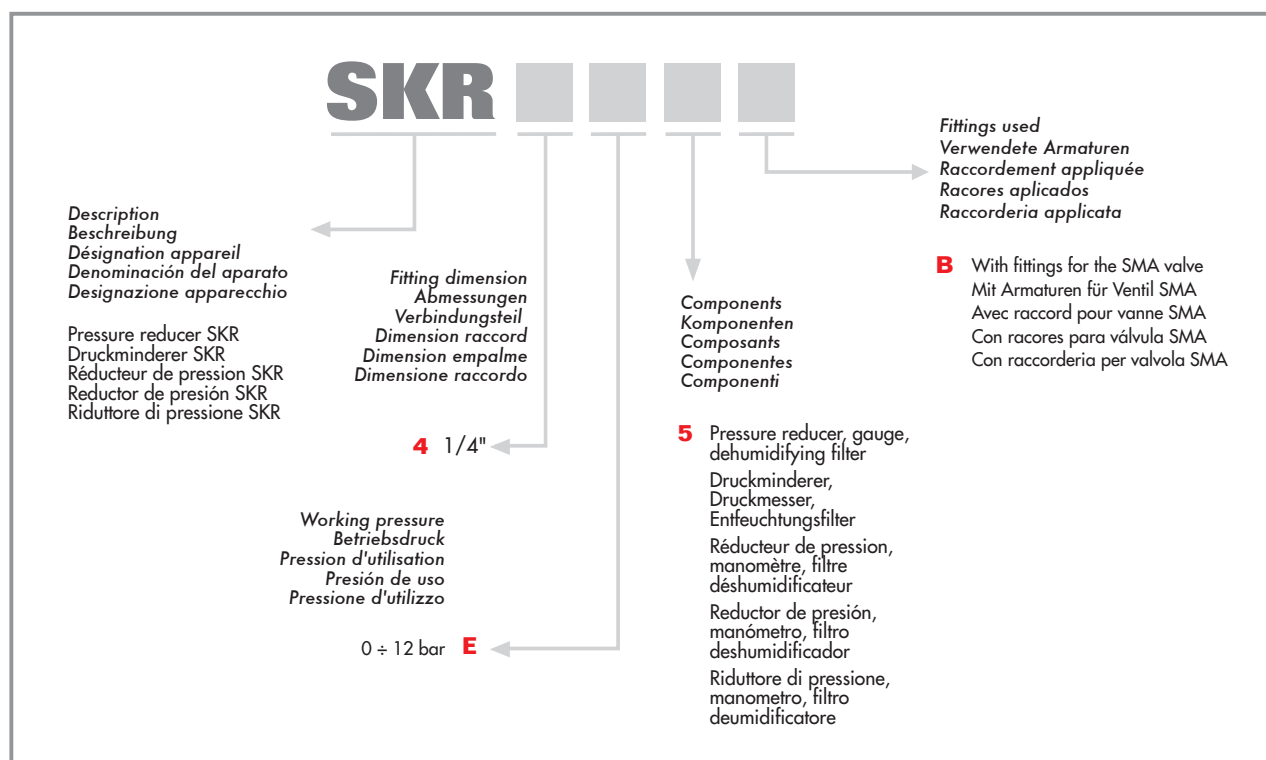 SKR
Description
Beschreibung
Désignation appareil
Denominación del aparato
Designazione apparecchio
Pressure reducer SKR
Druckminderer SKR
Réducteur de pression SKR
Reductor de presión SKR
Riduttore di pressione SKR
Fitting dimension
Abmessungen
Verbindungsteil
Dimension raccord
Dimension empalme
Dimensione raccordo
4 1/4"
Working pressure
Betriebsdruck
Pression d'utilisation
Presión de uso
Pressione d'utilizzo
0 ÷ 12 bar E
Components
Komponenten
Composants
Componentes
Componenti
5 Pressure reducer, gauge,
dehumidifying filter
Druckminderer,
Druckmesser,
Entfeuchtungsfilter
Réducteur de pression,
manomètre, filtre
déshumidificateur
Reductor de presión,
manómetro, filtro
deshumidificador
Riduttore di pressione,
manometro, filtro
deumidificatore
Fittings used
Verwendete Armaturen
Raccordement appliquée
Racores aplicados
Raccorderia applicata
B With fittings for the SMA valve
Mit Armaturen für Ventil SMA
Avec raccord pour vanne SMA
Con racores para válvula SMA
Con raccorderia per valvola SMA